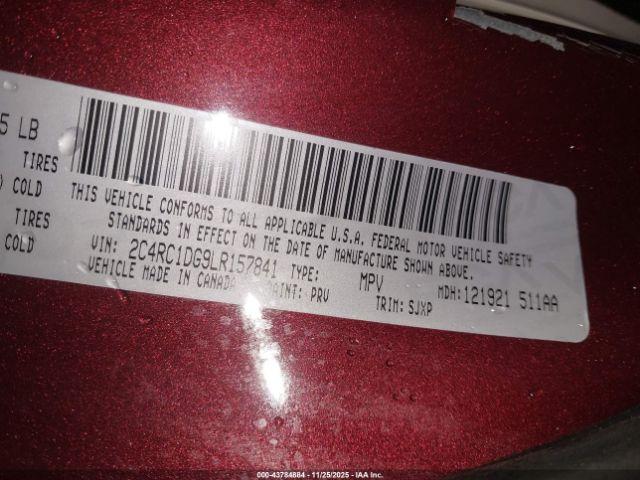 5 LB
TIRES
COLD
TIRES
COLD
THIS VEHICLE CONFORMS TO ALL APPLICABLE U.S.A. FEDERAL MOTOR VEHICLE SAFETY
STANDARDS IN EFFECT ON THE DATE OF MANUFACTURE SHOWN ABOVE.
VIN: 2C4RC1DG9LR157841 TYPE: MPV MDH:121921 511AA
VEHICLE MADE IN CANADA PAINT: PRV TRIM: SJXP
000-43784884 | 11/25/2025 - IAA Inc.